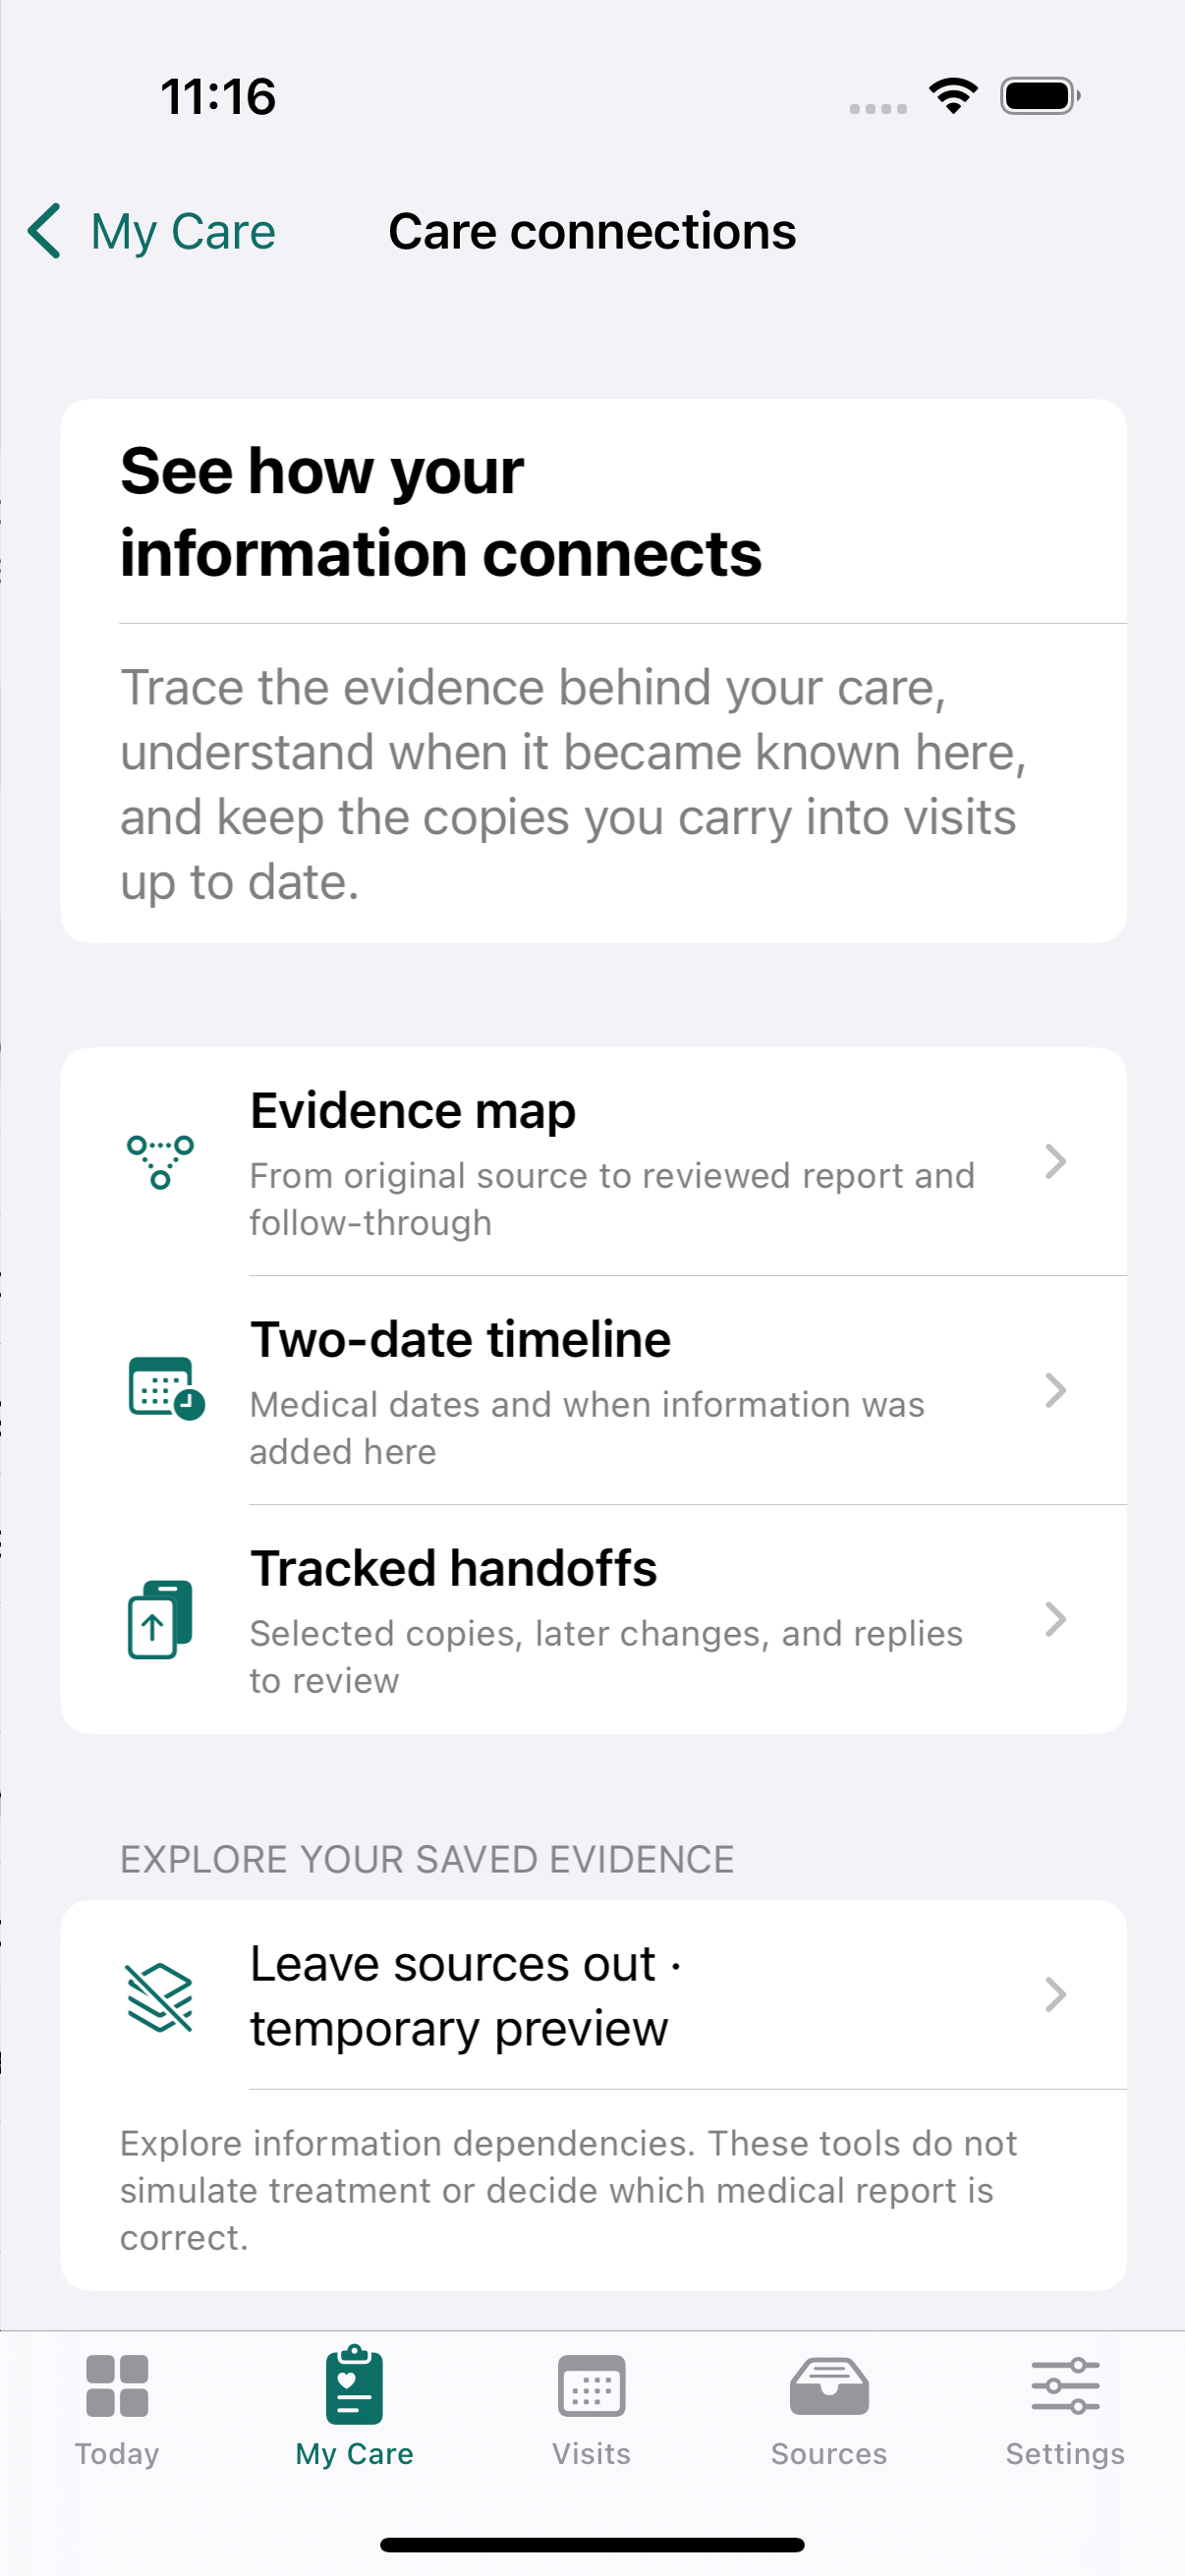 11:16
My Care
Care connections
See how your
information connects
Trace the evidence behind your care,
understand when it became known here,
and keep the copies you carry into visits
up to date.
Evidence map
From original source to reviewed report and
follow-through
Two-date timeline
Medical dates and when information was
added here
Tracked handoffs
Selected copies, later changes, and replies
to review
EXPLORE YOUR SAVED EVIDENCE
Leave sources out ·
temporary preview
Explore information dependencies. These tools do not
simulate treatment or decide which medical report is
correct.
Today
My Care
Visits
Sources
Settings